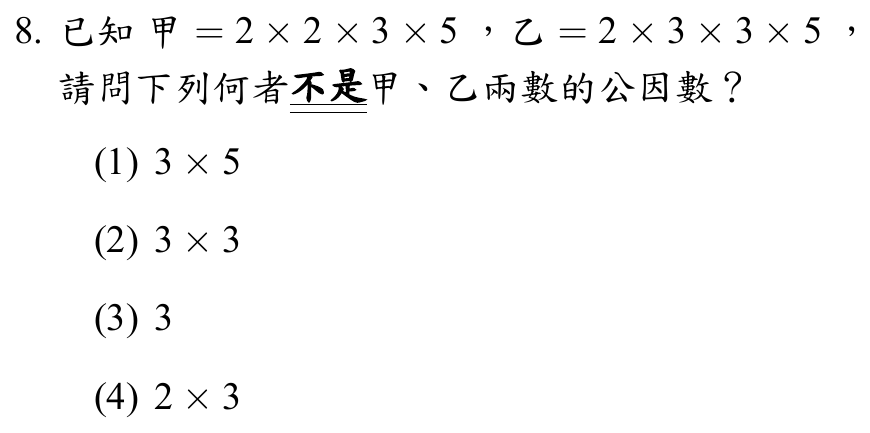 8. 已知 甲 = 2 × 2 × 3 × 5 ，乙 = 2 × 3 × 3 × 5 ，
請問下列何者不是甲、乙兩數的公因數？
(1) 3 × 5
(2) 3 × 3
(3) 3
(4) 2 × 3